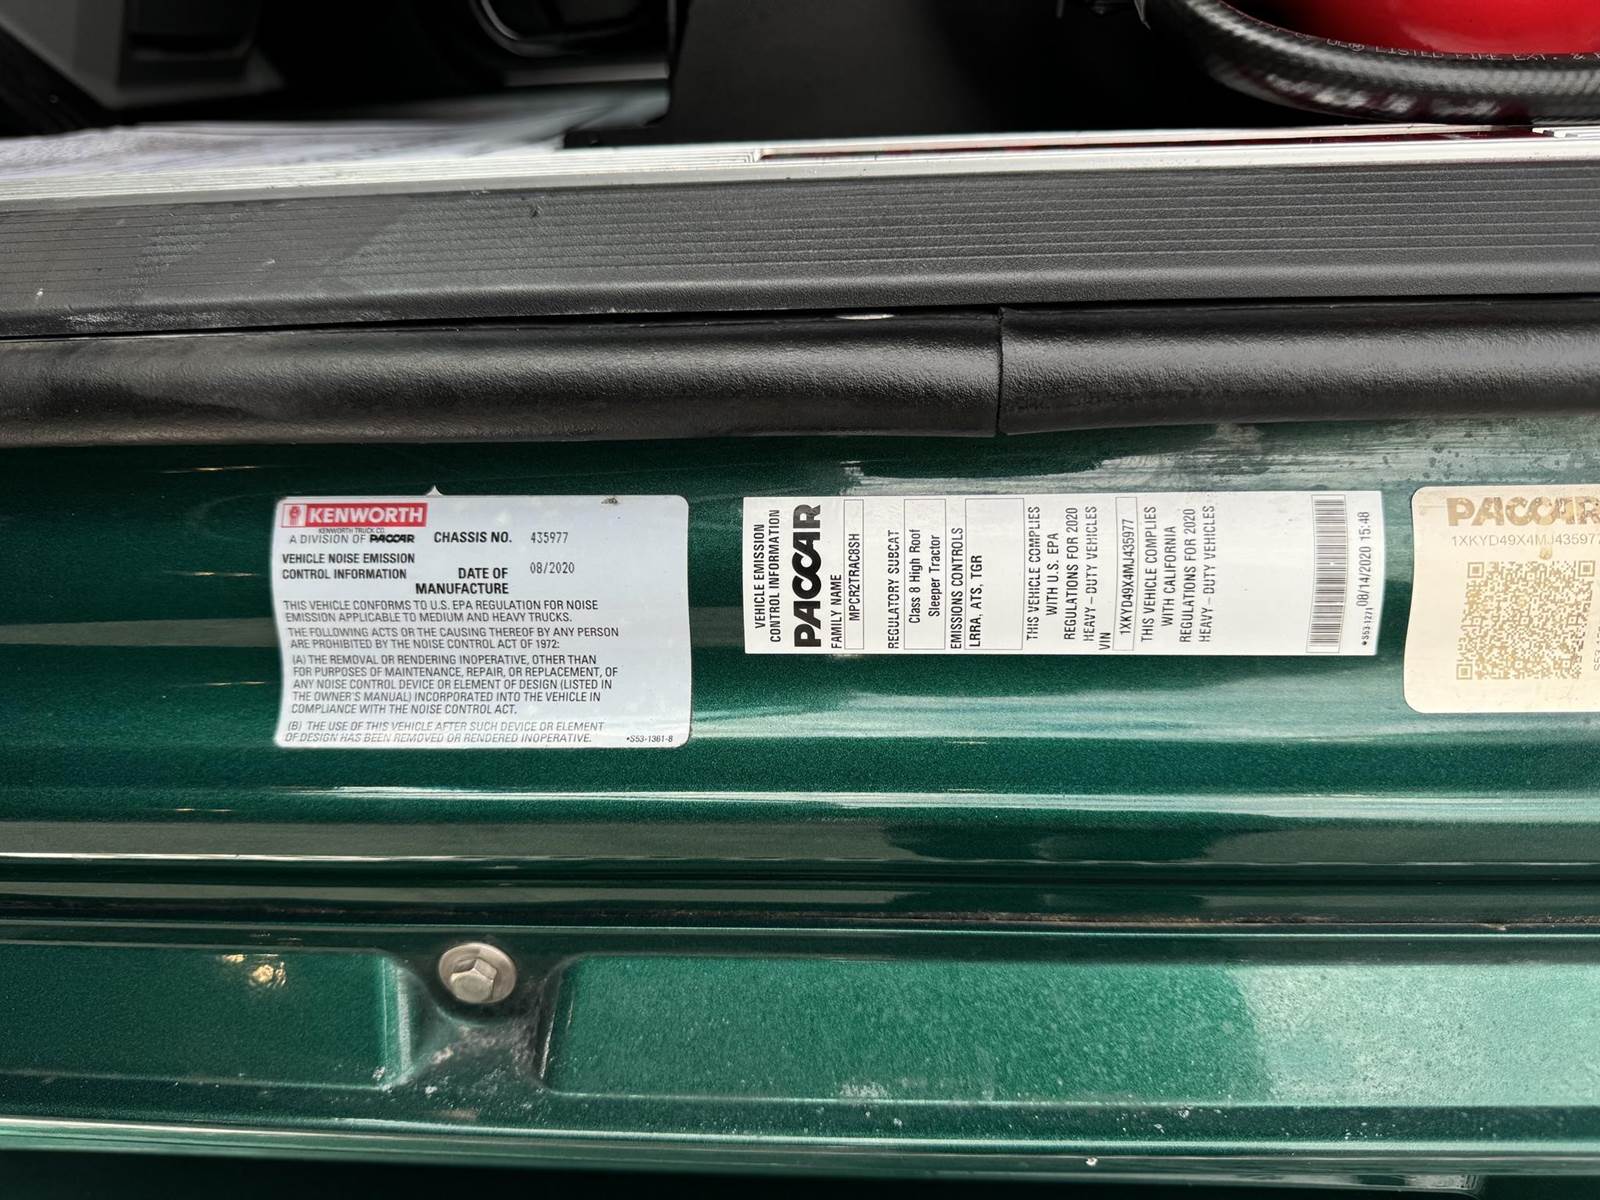 UL® LISTED FIRE EXT. &
KENWORTH
KENWORTH TRUCK CO.
A DIVISION OF PACCAR
CHASSIS NO. 435977
VEHICLE NOISE EMISSION
CONTROL INFORMATION
DATE OF
MANUFACTURE
08/2020
THIS VEHICLE CONFORMS TO U.S. EPA REGULATION FOR NOISE
EMISSION APPLICABLE TO MEDIUM AND HEAVY TRUCKS.
THE FOLLOWING ACTS OR THE CAUSING THEREOF BY ANY PERSON
ARE PROHIBITED BY THE NOISE CONTROL ACT OF 1972:
(A) THE REMOVAL OR RENDERING INOPERATIVE, OTHER THAN
FOR PURPOSES OF MAINTENANCE, REPAIR, OR REPLACEMENT, OF
ANY NOISE CONTROL DEVICE OR ELEMENT OF DESIGN (LISTED IN
THE OWNER'S MANUAL) INCORPORATED INTO THE VEHICLE IN
COMPLIANCE WITH THE NOISE CONTROL ACT.
(B) THE USE OF THIS VEHICLE AFTER SUCH DEVICE OR ELEMENT
OF DESIGN HAS BEEN REMOVED OR RENDERED INOPERATIVE.
*S53-1361-8
VEHICLE EMISSION
CONTROL INFORMATION
PACCAR
FAMILY NAME
MPCR2TRAC8SH
REGULATORY SUBCAT
Class 8 High Roof
Sleeper Tractor
EMISSIONS CONTROLS
LRRA, ATS, TGR
THIS VEHICLE COMPLIES
WITH U.S. EPA
REGULATIONS FOR 2020
HEAVY-DUTY VEHICLES
VIN
1XKYD49X4MJ435977
THIS VEHICLE COMPLIES
WITH CALIFORNIA
REGULATIONS FOR 2020
HEAVY-DUTY VEHICLES
08/14/2020 15:48
PACCAR
1XKYD49X4MJ435977